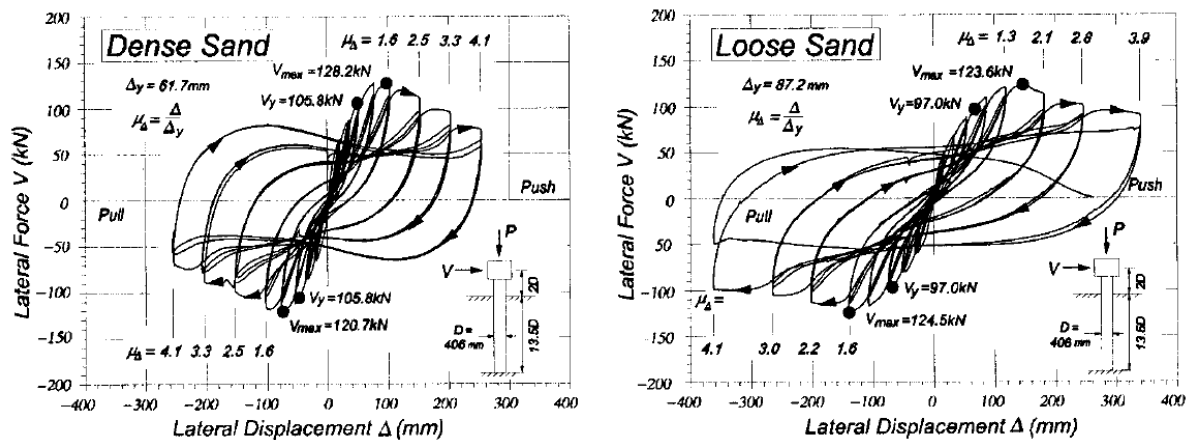 Dense Sand
μΔ = 1.6 2.5 3.3 4.1
Vmax=128.2kN
Δy = 61.7mm
Vy=105.8kN
μΔ = Δ/Δy
Pull
Push
P
V
2D
D = 406 mm
13.5D
Vy=105.8kN
Vmax=120.7kN
μΔ = 4.1 3.3 2.5 1.6
200
150
100
50
0
−50
−100
−150
−200
−400 −300 −200 −100 0 100 200 300 400
Lateral Force V (kN)
Lateral Displacement Δ (mm)
Loose Sand
μΔ = 1.3 2.1 2.8 3.9
Vmax=123.6kN
Δy = 87.2mm
Vy=97.0kN
μΔ = Δ/Δy
Pull
Push
P
V
2D
D = 406 mm
13.5D
Vy=97.0kN
Vmax=124.5kN
μΔ =
4.1 3.0 2.2 1.6
200
150
100
50
0
−50
−100
−150
−200
−400 −300 −200 −100 0 100 200 300 400
Lateral Force V (kN)
Lateral Displacement Δ (mm)